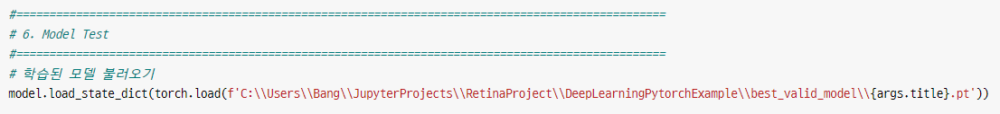 #==================================================================================================
# 6. Model Test
#==================================================================================================
# 학습된 모델 불러오기
model.load_state_dict(torch.load(f'C:\\Users\\Bang\\JupyterProjects\\RetinaProject\\DeepLearningPytorchExample\\best_valid_model\\{args.title}.pt'))